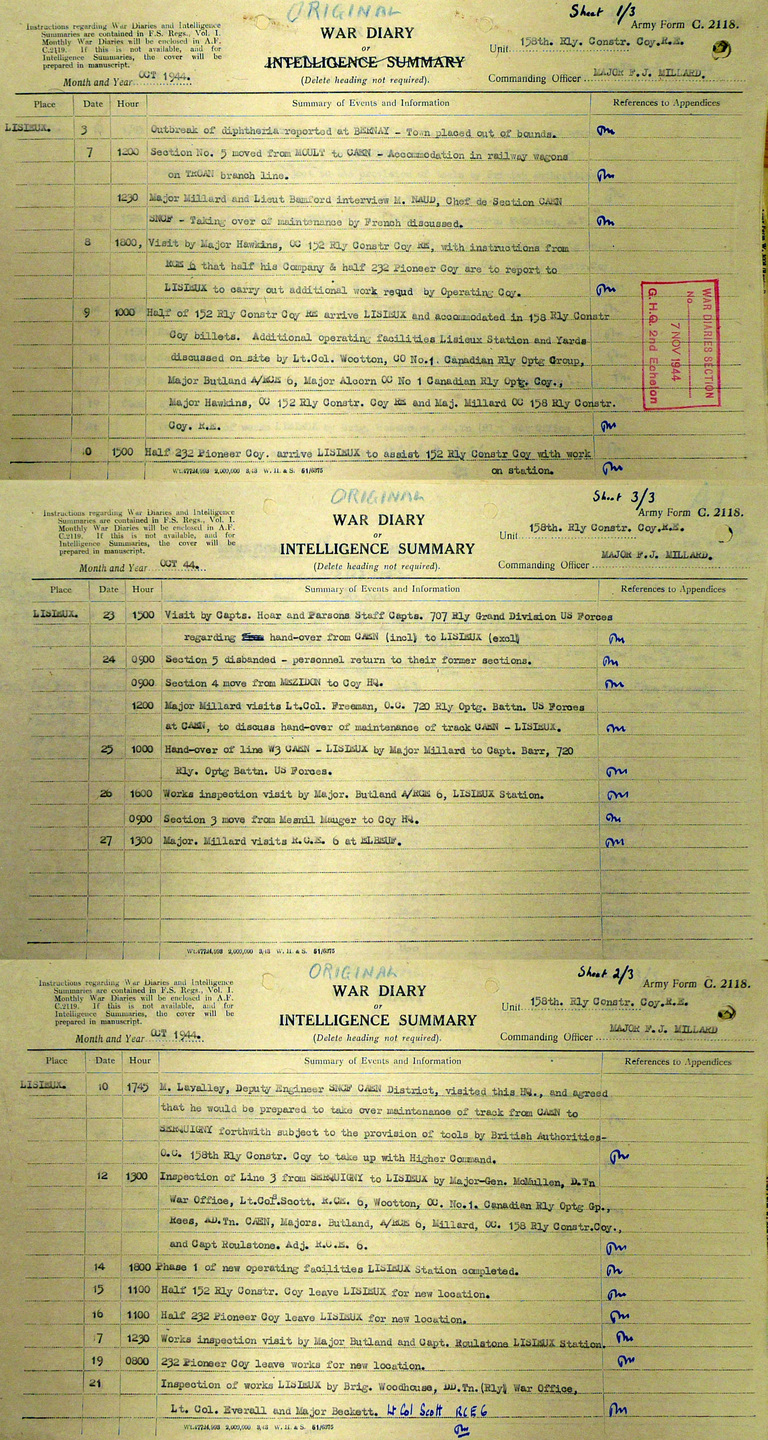 ORIGINAL
Sheet 1/3
Army Form C. 2118.
Instructions regarding War Diaries and Intelligence
Summaries are contained in F.S. Regs., Vol. I.
Monthly War Diaries will be enclosed in A.F.
C.2119. If this is not available, and for
Intelligence Summaries, the cover will be
prepared in manuscript.
Month and Year OCT 1944.
WAR DIARY
or
INTELLIGENCE SUMMARY
(Delete heading not required).
Unit 158th. Rly. Constr. Coy.R.E.
Commanding Officer MAJOR F.J. MILLARD.
Place Date Hour Summary of Events and Information References to Appendices
LISIEUX. 3 Outbreak of diphtheria reported at BERNAY - Town placed out of bounds.
7 1200 Section No. 5 moved from MOULT to CAEN - Accommodation in railway wagons
on TROAN branch line.
1230 Major Millard and Lieut Bamford interview M. NAUD, Chef de Section CAEN
SNCF - Taking over of maintenance by French discussed.
8 1800, Visit by Major Hawkins, OC 152 Rly Constr Coy RE, with instructions from
RCE 6 that half his Company & half 232 Pioneer Coy are to report to
LISIEUX to carry out additional work requd by Operating Coy.
9 1000 Half of 152 Rly Constr Coy RE arrive LISIEUX and accommodated in 158 Rly Constr
Coy billets. Additional operating facilities Lisieux Station and Yards
discussed on site by Lt.Col. Wootton, CO No.1. Canadian Rly Optg Group,
Major Butland A/RCE 6, Major Alcorn OC No 1 Canadian Rly Optg. Coy.,
Major Hawkins, OC 152 Rly Constr. Coy RE and Maj. Millard OC 158 Rly Constr.
Coy. R.E.
0 1500 Half 232 Pioneer Coy. arrive LISIEUX to assist 152 Rly Constr Coy with work
on station.
WAR DIARIES SECTION
No.
7 NOV 1944
G.H.Q. 2nd Echelon
Wt.47724,993 2,000,000 3/43 W. H. & S. 51/6375
ORIGINAL
Sheet 3/3
Army Form C. 2118.
Instructions regarding War Diaries and Intelligence
Summaries are contained in F.S. Regs., Vol. I.
Monthly War Diaries will be enclosed in A.F.
C.2119. If this is not available, and for
Intelligence Summaries, the cover will be
prepared in manuscript.
Month and Year OCT 44.
WAR DIARY
or
INTELLIGENCE SUMMARY
(Delete heading not required).
Unit 158th. Rly. Constr. Coy.R.E.
Commanding Officer MAJOR F.J. MILLARD.
Place Date Hour Summary of Events and Information References to Appendices
LISIEUX. 23 1500 Visit by Capts. Hoar and Parsons Staff Capts. 707 Rly Grand Division US Forces
regarding hand-over from CAEN (incl) to LISIEUX (excl)
24 0900 Section 5 disbanded - personnel return to their former sections.
0900 Section 4 move from MEZIDON to Coy HQ.
1200 Major Millard visits Lt.Col. Freeman, O.C. 720 Rly Optg. Battn. US Forces
at CAEN, to discuss hand-over of maintenance of track CAEN - LISIEUX.
25 1000 Hand-over of line W3 CAEN - LISIEUX by Major Millard to Capt. Barr, 720
Rly. Optg Battn. US Forces.
26 1600 Works inspection visit by Major. Butland A/RCE 6, LISIEUX Station.
0900 Section 3 move from Mesnil Mauger to Coy HQ.
27 1300 Major. Millard visits R.C.E. 6 at ELBEUF.
Wt.47724,993 2,000,000 3/43 W. H. & S. 51/6375
ORIGINAL
Sheet 2/3
Army Form C. 2118.
Instructions regarding War Diaries and Intelligence
Summaries are contained in F.S. Regs., Vol. I.
Monthly War Diaries will be enclosed in A.F.
C.2119. If this is not available, and for
Intelligence Summaries, the cover will be
prepared in manuscript.
Month and Year OCT 1944.
WAR DIARY
or
INTELLIGENCE SUMMARY
(Delete heading not required).
Unit 158th. Rly Constr. Coy.R.E.
Commanding Officer MAJOR F.J. MILLARD
Place Date Hour Summary of Events and Information References to Appendices
LISIEUX. 10 1745 M. Lavalley, Deputy Engineer SNCF CAEN District, visited this HQ., and agreed
that he would be prepared to take over maintenance of track from CAEN to
SERQUIGNY forthwith subject to the provision of tools by British Authorities-
O.C. 158th Rly Constr. Coy to take up with Higher Command.
12 1300 Inspection of Line 3 from SERQUIGNY to LISIEUX by Major-Gen. McMullen, D.Tn
War Office, Lt.Col.Scott. R.CE. 6, Wootton, OC. No.1. Canadian Rly Optg Gp.,
Rees, AD.Tn. CAEN, Majors. Butland, A/RCE 6, Millard, OC. 158 Rly Constr.Coy.,
and Capt Roulstone. Adj. R.C.E. 6.
14 1800 Phase 1 of new operating facilities LISIEUX Station completed.
15 1100 Half 152 Rly Constr. Coy leave LISIEUX for new location.
16 1100 Half 232 Pioneer Coy leave LISIEUX for new location.
7 1230 Works inspection visit by Major Butland and Capt. Roulstone LISIEUX Station.
19 0800 232 Pioneer Coy leave works for new location.
21 Inspection of works LISIEUX by Brig. Woodhouse, DD.Tn.(Rly) War Office,
Lt. Col. Everall and Major Beckett. Lt Col Scott RCE 6
Wt.47724,993 2,000,000 3/43 W. H. & S. 51/6375